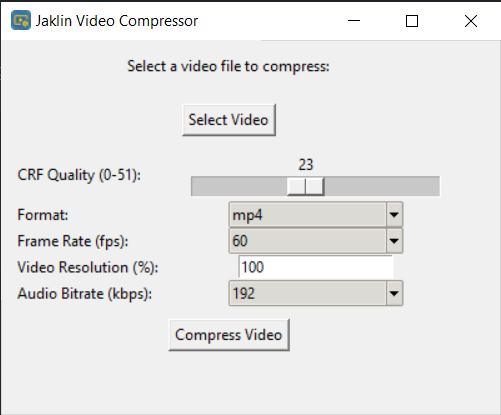 Jaklin Video Compressor
Select a video file to compress:
Select Video
23
CRF Quality (0-51):
Format: mp4
Frame Rate (fps): 60
Video Resolution (%): 100
Audio Bitrate (kbps): 192
Compress Video